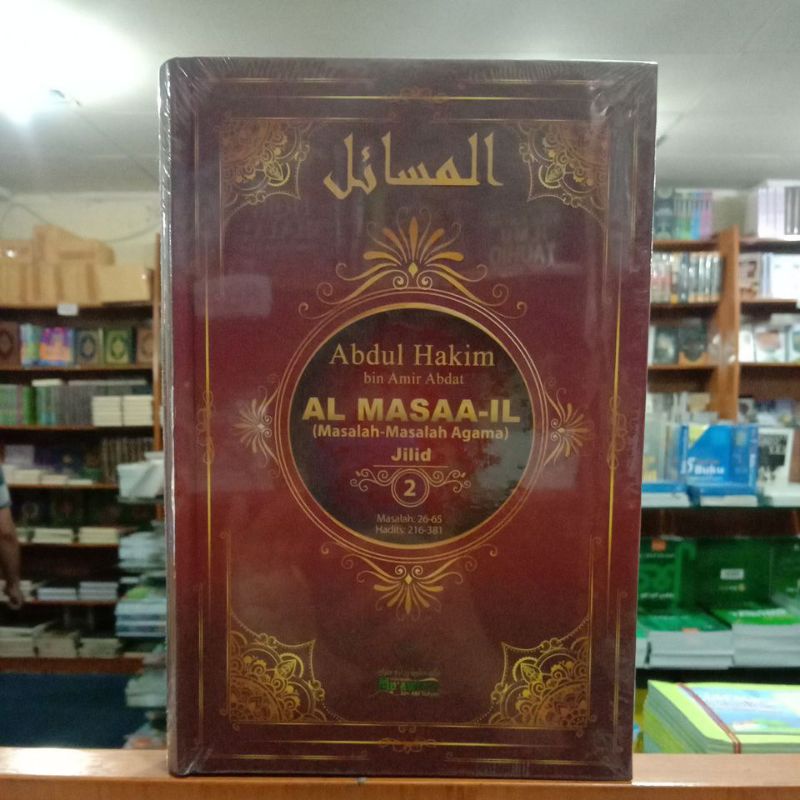 المسائل
Abdul Hakim
bin Amir Abdat
AL MASAA-IL
(Masalah-Masalah Agama)
Jilid
2
Masalah: 26-65
Hadits: 216-381
Buku